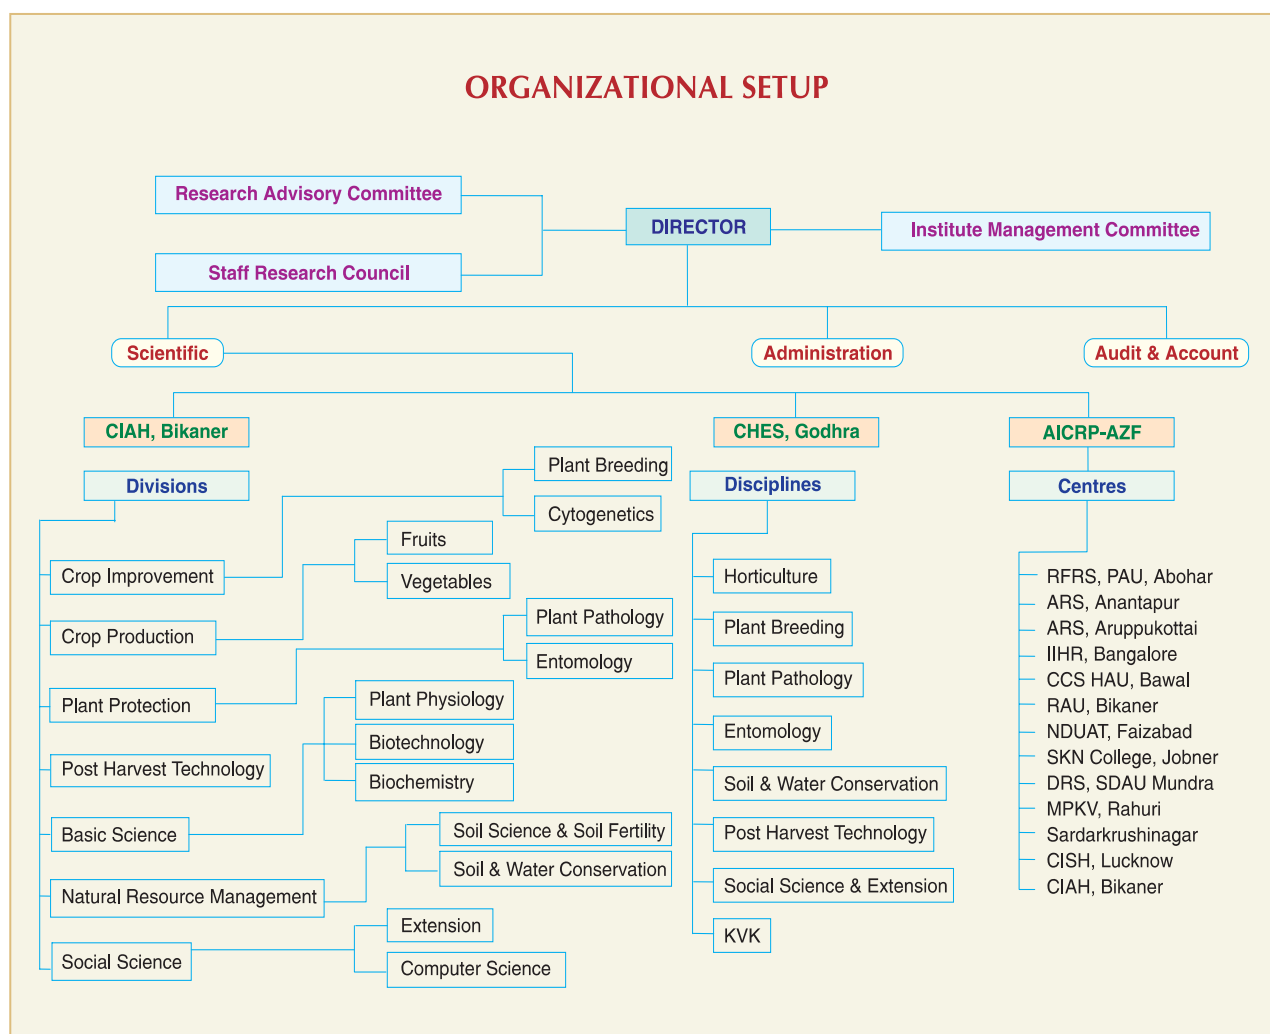 ORGANIZATIONAL SETUP
Research Advisory Committee
DIRECTOR
Institute Management Committee
Staff Research Council
Scientific
Administration
Audit & Account
CIAH, Bikaner
Divisions
Crop Improvement
Plant Breeding
Cytogenetics
Crop Production
Fruits
Vegetables
Plant Protection
Plant Pathology
Entomology
Post Harvest Technology
Basic Science
Plant Physiology
Biotechnology
Biochemistry
Natural Resource Management
Soil Science & Soil Fertility
Soil & Water Conservation
Social Science
Extension
Computer Science
CHES, Godhra
Disciplines
Horticulture
Plant Breeding
Plant Pathology
Entomology
Soil & Water Conservation
Post Harvest Technology
Social Science & Extension
KVK
AICRP-AZF
Centres
RFRS, PAU, Abohar
ARS, Anantapur
ARS, Aruppukottai
IIHR, Bangalore
CCS HAU, Bawal
RAU, Bikaner
NDUAT, Faizabad
SKN College, Jobner
DRS, SDAU Mundra
MPKV, Rahuri
Sardarkrushinagar
CISH, Lucknow
CIAH, Bikaner